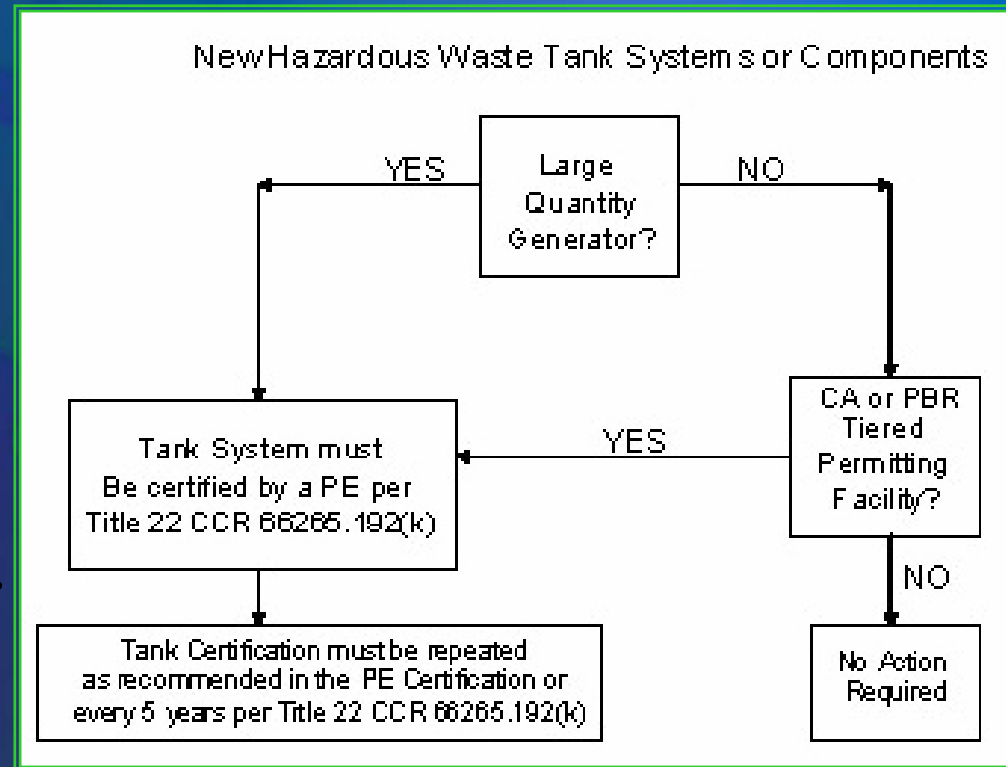 New Hazardous Waste Tank Systems or Components
Large
Quantity
Generator?
YES
NO
CA or PBR
Tiered
Permitting
Facility?
YES
Tank System must
Be certified by a PE per
Title 22 CCR 66265.192(k)
NO
Tank Certification must be repeated
as recommended in the PE Certification or
every 5 years per Title 22 CCR 66265.192(k)
No Action
Required